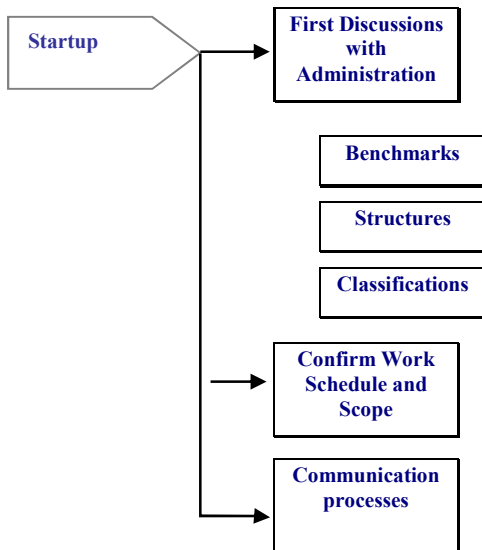 Startup
First Discussions
with
Administration
Benchmarks
Structures
Classifications
Confirm Work
Schedule and
Scope
Communication
processes